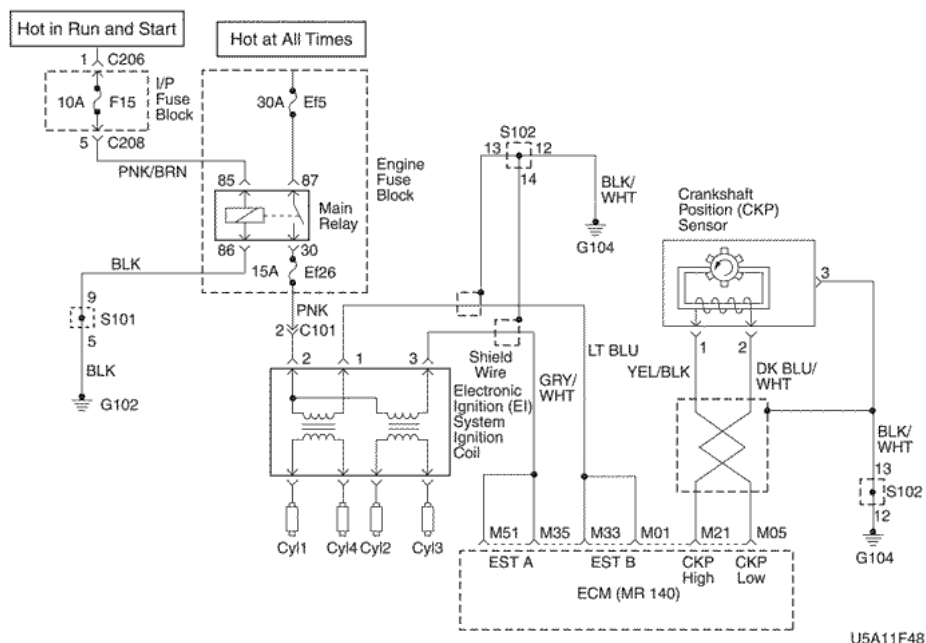 Hot in Run and Start
Hot at All Times
1 C206
10A F15
I/P
Fuse
Block
5 C208
PNK/BRN
30A Ef5
Engine
Fuse
Block
85 87
Main
Relay
86 30
15A Ef26
BLK
9
S101
5
BLK
G102
PNK
2 C101
2 1 3
S102
13 12
14
BLK/
WHT
G104
Shield
Wire
LT BLU
GRY/
WHT
Electronic
Ignition (EI)
System
Ignition
Coil
Cyl1 Cyl4 Cyl2 Cyl3
Crankshaft
Position (CKP)
Sensor
3
1 2
YEL/BLK
DK BLU/
WHT
BLK/
WHT
13
S102
12
G104
M51 M35 M33 M01 M21 M05
EST A EST B CKP
High CKP
Low
ECM (MR 140)
U5A11F48